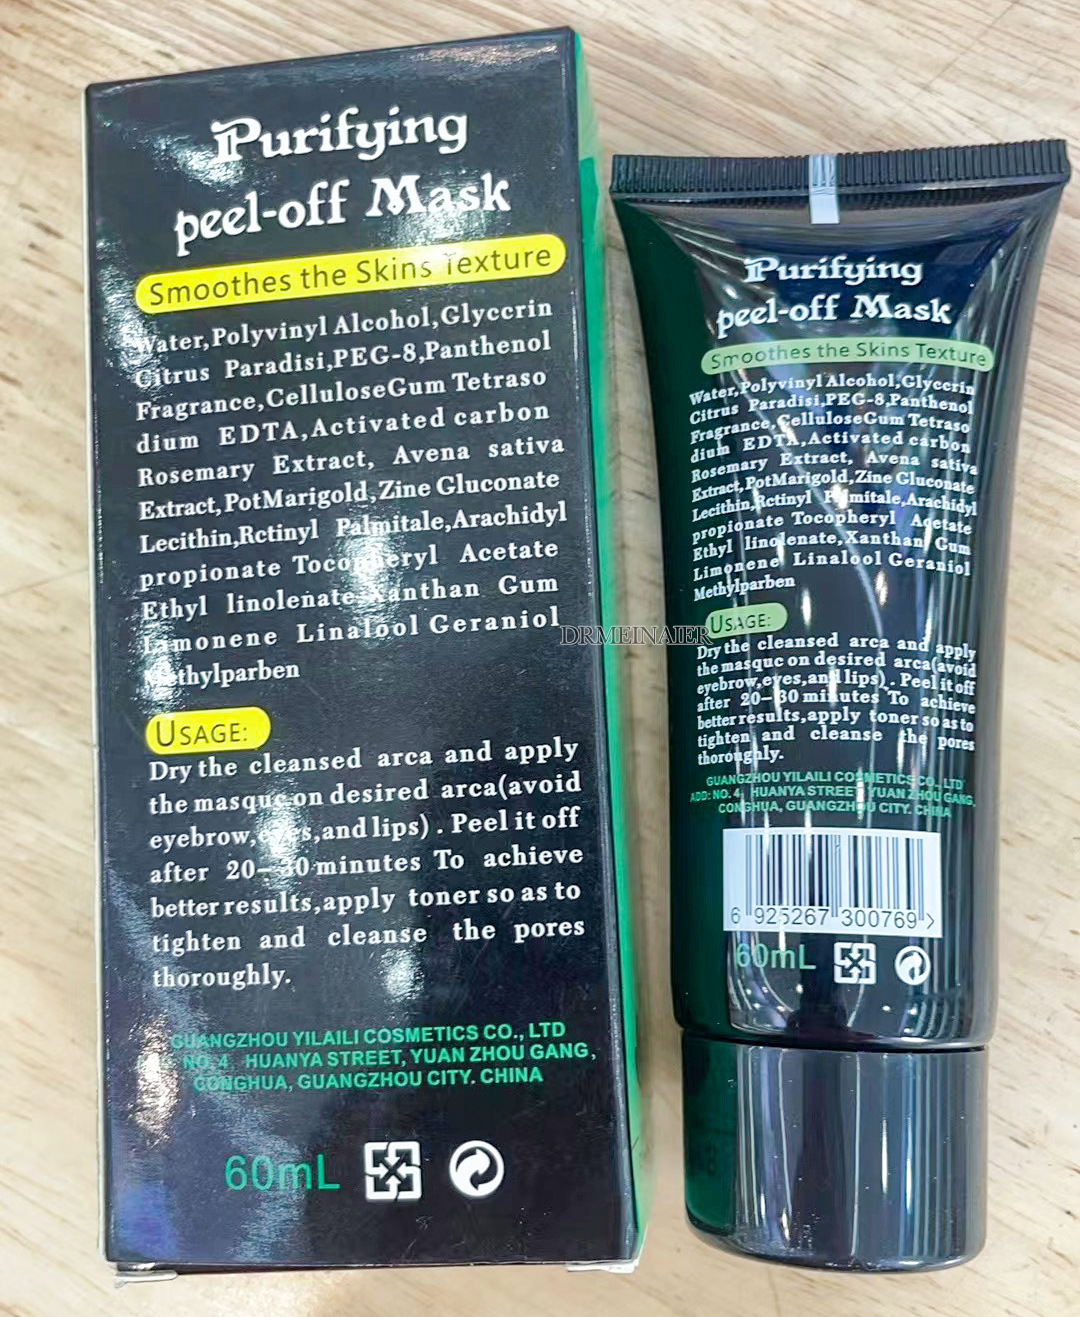 Purifying
peel-off Mask
Smoothes the Skins Texture
Water,Polyvinyl Alcohol,Glyccrin
Citrus Paradisi,PEG-8,Panthenol
Fragrance,CelluloseGum Tetraso
dium EDTA,Activated carbon
Rosemary Extract, Avena sativa
Extract,PotMarigold,Zine Gluconate
Lecithin,Rctinyl Palmitale,Arachidyl
propionate Tocopheryl Acetate
Ethyl linolenate Xanthan Gum
Limonene Linalool Geraniol
Methylparben
USAGE:
Dry the cleansed arca and apply
the masquc on desired arca(avoid
eyebrow,eyes,and lips) . Peel it off
after 20-30 minutes To achieve
better results,apply toner so as to
tighten and cleanse the pores
thoroughly.
GUANGZHOU YILAILI COSMETICS CO., LTD
NO. 4 HUANYA STREET, YUAN ZHOU GANG,
CONGHUA, GUANGZHOU CITY. CHINA
60mL
DRMEINAIER
Purifying
peel-off Mask
Smoothes the Skins Texture
Water,Polyvinyl Alcohol,Glyccrin
Citrus Paradisi,PEG-8,Panthenol
Fragrance,CelluloseGum Tetraso
dium EDTA,Activated carbon
Rosemary Extract, Avena sativa
Extract,PotMarigold,Zine Gluconate
Lecithin,Rctinyl Palmitale,Arachidyl
propionate Tocopheryl Acetate
Ethyl linolenate,Xanthan Gum
Limonene Linalool Geraniol
Methylparben
USAGE:
Dry the cleansed arca and apply
the masquc on desired arca(avoid
eyebrow,eyes,and lips) . Peel it off
after 20-30 minutes To achieve
better results,apply toner so as to
tighten and cleanse the pores
thoroughly.
GUANGZHOU YILAILI COSMETICS CO., LTD
ADD: NO. 4, HUANYA STREET, YUAN ZHOU GANG,
CONGHUA, GUANGZHOU CITY. CHINA
6 925267 300769 >
60mL